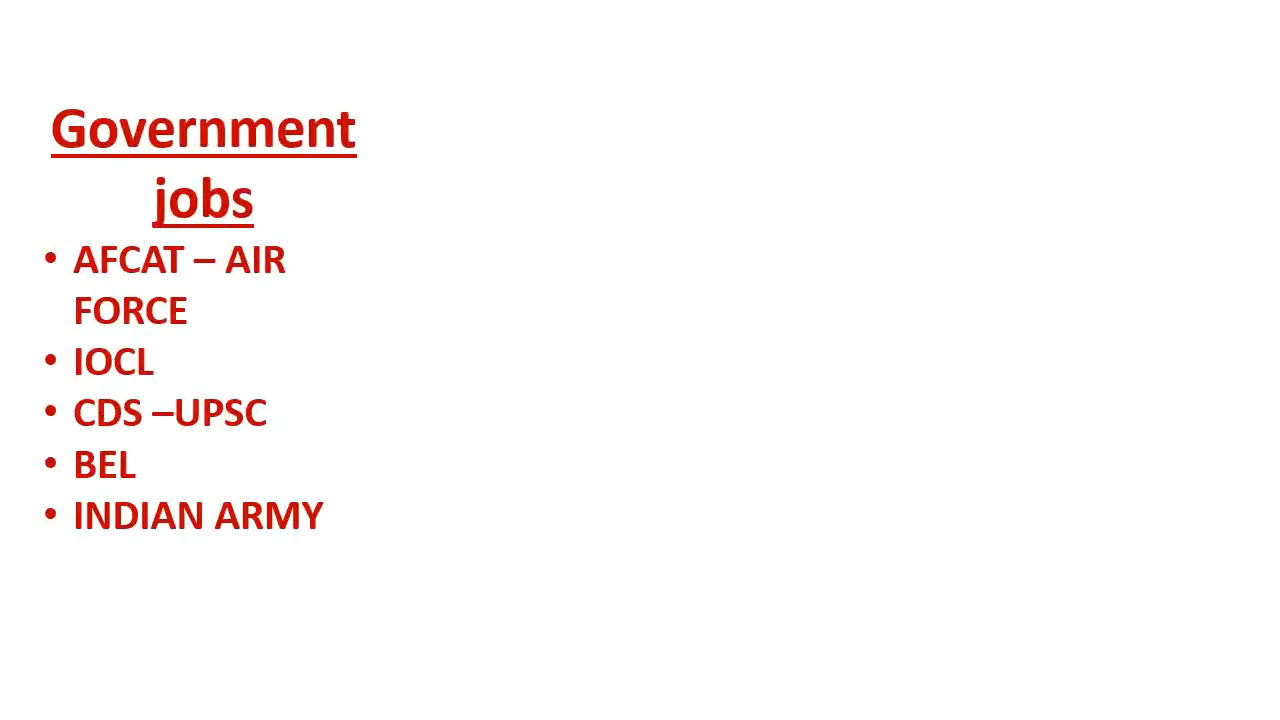 Government
jobs
• AFCAT – AIR
FORCE
• IOCL
• CDS –UPSC
• BEL
• INDIAN ARMY